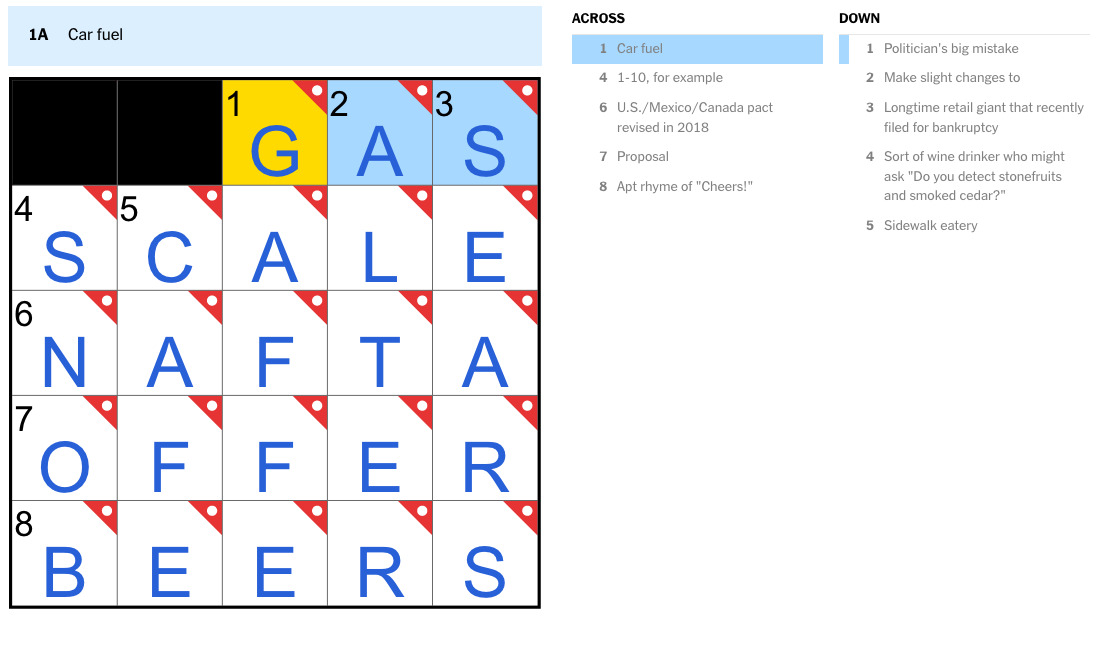 1A Car fuel
1 G 2 A 3 S
4 S 5 C A L E
6 N A F T A
7 O F F E R
8 B E E R S
ACROSS
1 Car fuel
4 1-10, for example
6 U.S./Mexico/Canada pact
revised in 2018
7 Proposal
8 Apt rhyme of "Cheers!"
DOWN
1 Politician's big mistake
2 Make slight changes to
3 Longtime retail giant that recently
filed for bankruptcy
4 Sort of wine drinker who might
ask "Do you detect stonefruits
and smoked cedar?"
5 Sidewalk eatery